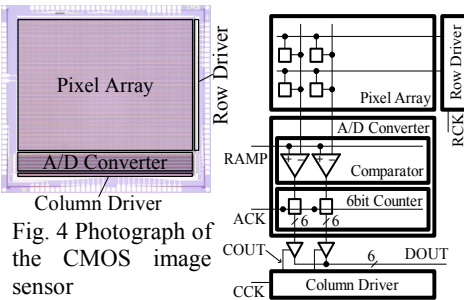 Pixel Array
Row Driver
A/D Converter
Column Driver
Fig. 4 Photograph of
the CMOS image
sensor
Pixel Array
Row Driver
RCK
A/D Converter
RAMP
Comparator
6bit Counter
ACK
6
6
COUT
6
DOUT
CCK
Column Driver